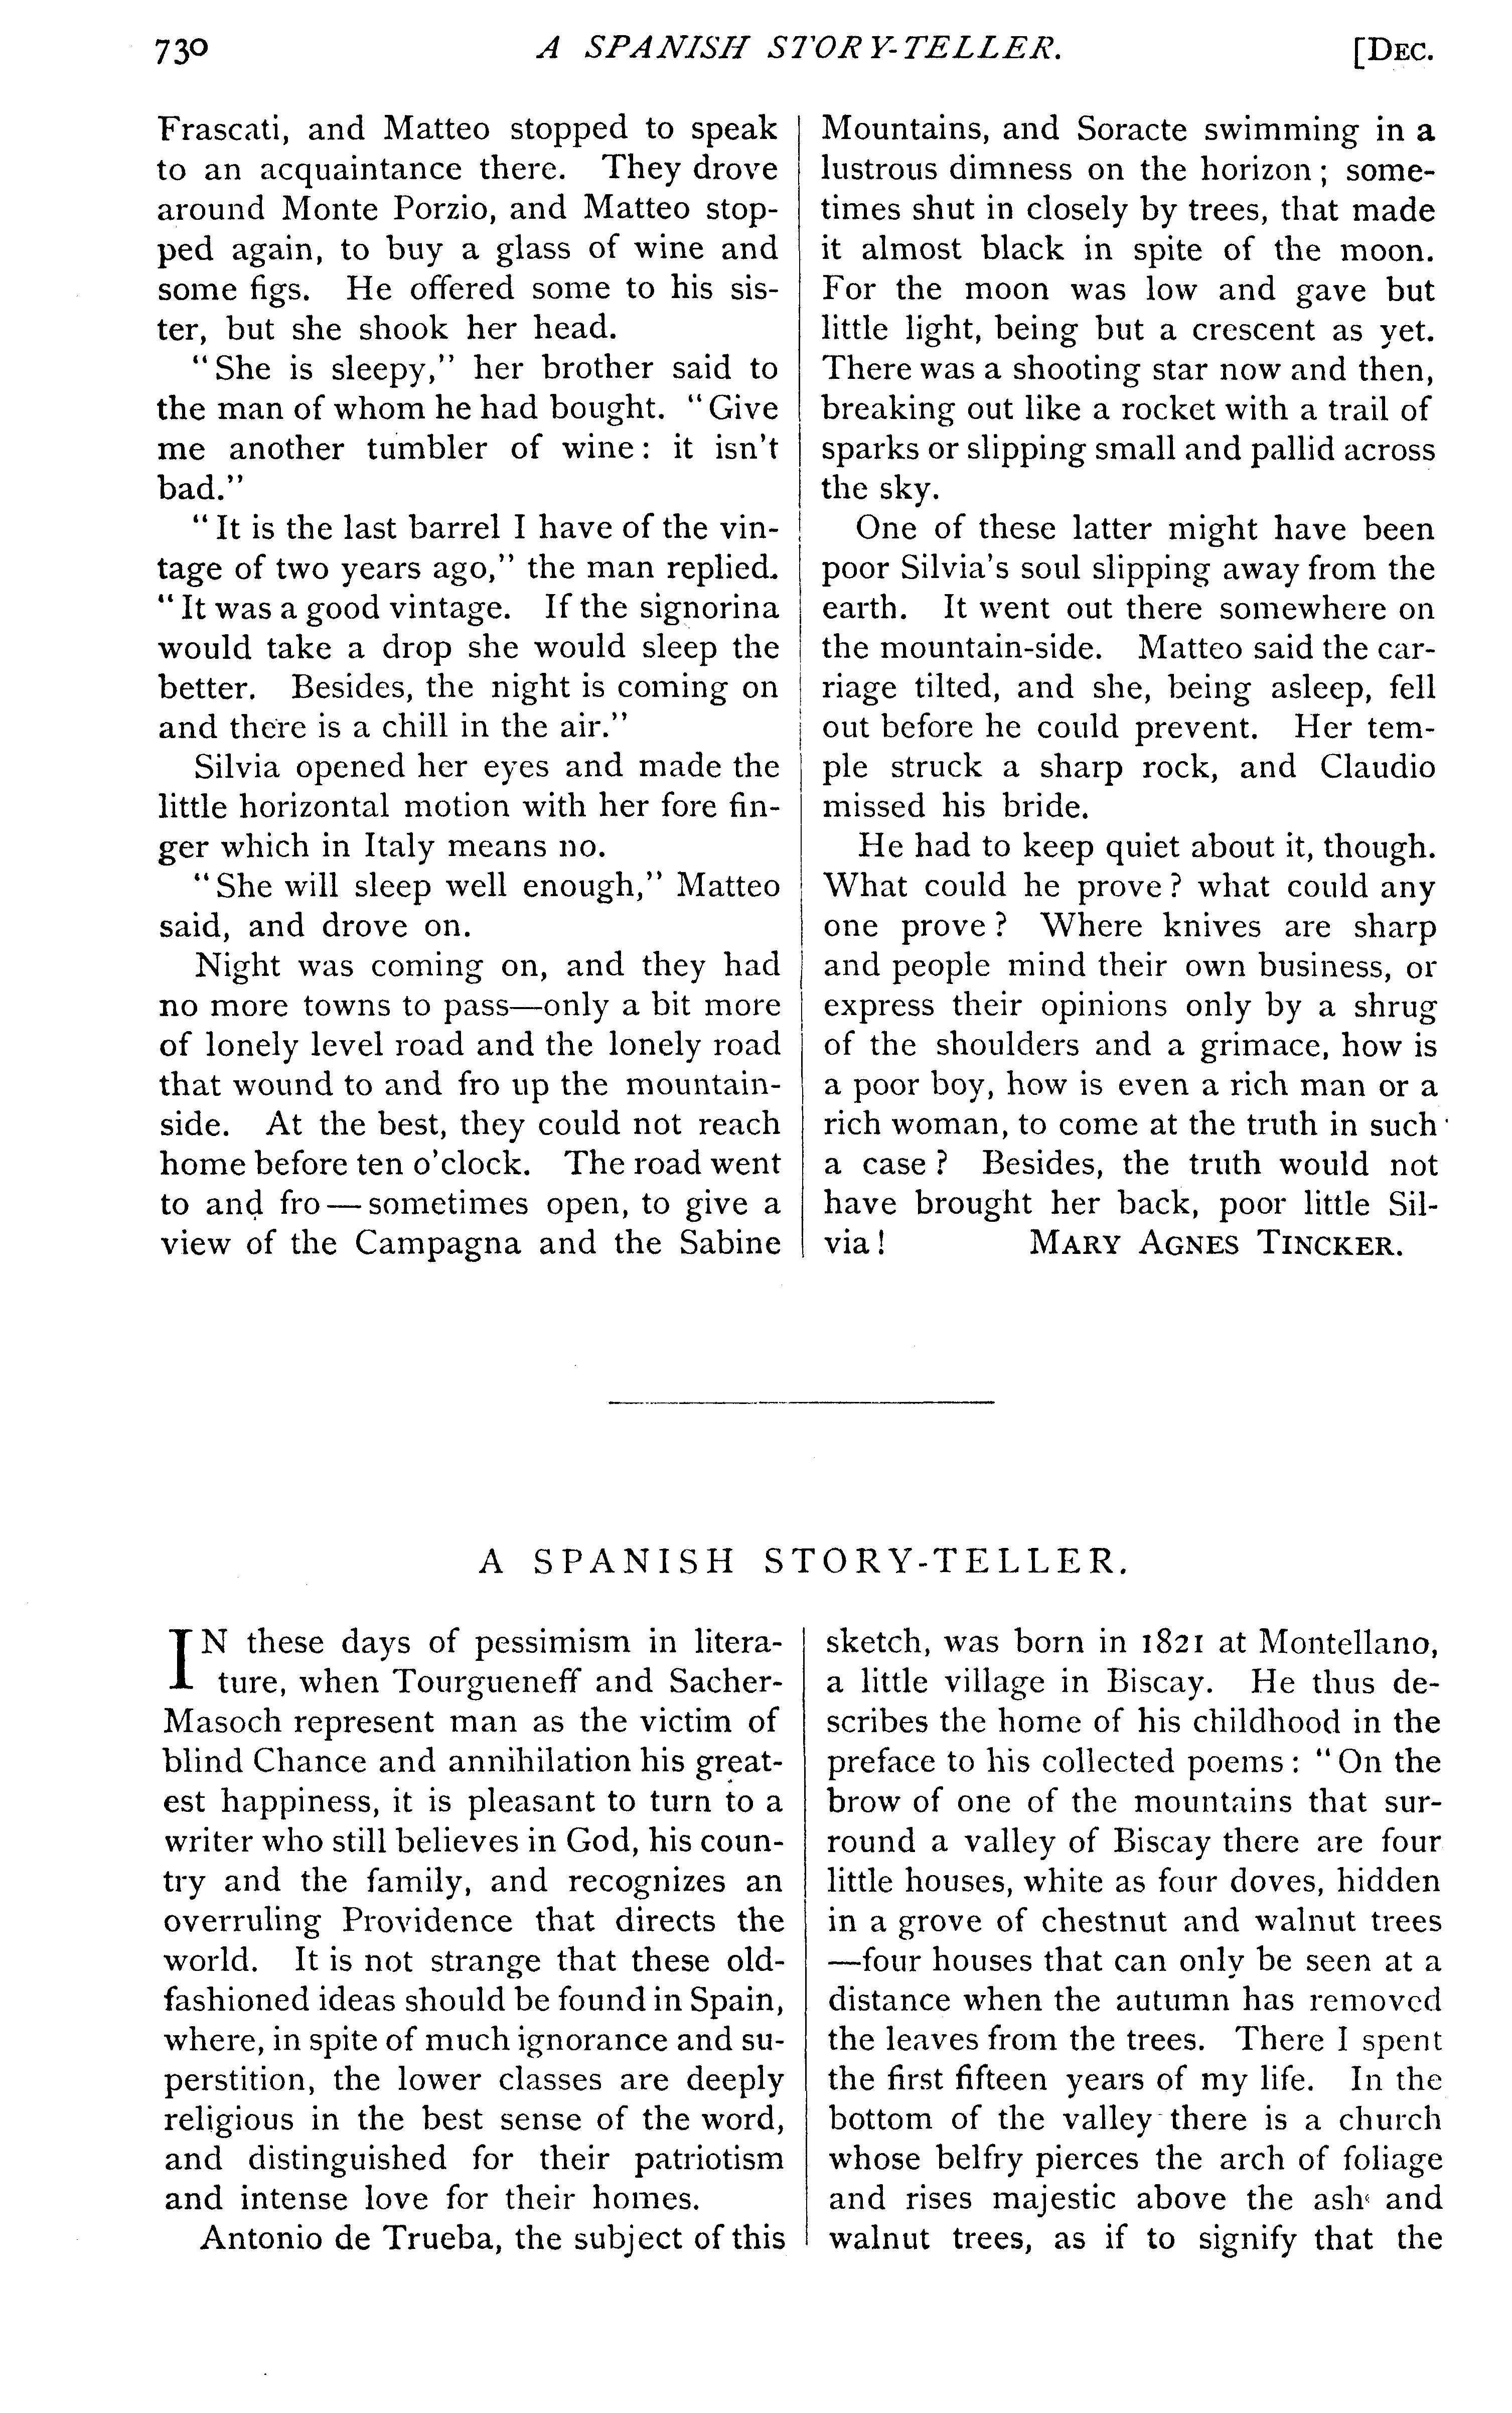 730
A SPANISH STORY-TELLER.
[DEC.
Frascati, and Matteo stopped to speak
to an acquaintance there. They drove
around Monte Porzio, and Matteo stop-
ped again, to buy a glass of wine and
some figs. He offered some to his sis-
ter, but she shook her head.
"She is sleepy," her brother said to
the man of whom he had bought. "Give
me another tumbler of wine: it isn't
bad."
"It is the last barrel I have of the vin-
tage of two years ago," the man replied.
"It was a good vintage. If the signorina
would take a drop she would sleep the
better. Besides, the night is coming on
and there is a chill in the air."
Silvia opened her eyes and made the
little horizontal motion with her fore fin-
ger which in Italy means no.
"She will sleep well enough," Matteo
said, and drove on.
Night was coming on, and they had
no more towns to pass—only a bit more
of lonely level road and the lonely road
that wound to and fro up the mountain-
side. At the best, they could not reach
home before ten o'clock. The road went
to and fro—sometimes open, to give a
view of the Campagna and the Sabine
Mountains, and Soracte swimming in a
lustrous dimness on the horizon; some-
times shut in closely by trees, that made
it almost black in spite of the moon.
For the moon was low and gave but
little light, being but a crescent as yet.
There was a shooting star now and then,
breaking out like a rocket with a trail of
sparks or slipping small and pallid across
the sky.
One of these latter might have been
poor Silvia's soul slipping away from the
earth. It went out there somewhere on
the mountain-side. Matteo said the car-
riage tilted, and she, being asleep, fell
out before he could prevent. Her tem-
ple struck a sharp rock, and Claudio
missed his bride.
He had to keep quiet about it, though.
What could he prove? what could any
one prove? Where knives are sharp
and people mind their own business, or
express their opinions only by a shrug
of the shoulders and a grimace, how is
a poor boy, how is even a rich man or a
rich woman, to come at the truth in such
a case? Besides, the truth would not
have brought her back, poor little Sil-
via! MARY AGNES TINCKER.
A SPANISH STORY-TELLER.
IN these days of pessimism in litera-
ture, when Tourgueneff and Sacher-
Masoch represent man as the victim of
blind Chance and annihilation his great-
est happiness, it is pleasant to turn to a
writer who still believes in God, his coun-
try and the family, and recognizes an
overruling Providence that directs the
world. It is not strange that these old-
fashioned ideas should be found in Spain,
where, in spite of much ignorance and su-
perstition, the lower classes are deeply
religious in the best sense of the word,
and distinguished for their patriotism
and intense love for their homes.
Antonio de Trueba, the subject of this
sketch, was born in 1821 at Montellano,
a little village in Biscay. He thus de-
scribes the home of his childhood in the
preface to his collected poems: "On the
brow of one of the mountains that sur-
round a valley of Biscay there are four
little houses, white as four doves, hidden
in a grove of chestnut and walnut trees
—four houses that can only be seen at a
distance when the autumn has removed
the leaves from the trees. There I spent
the first fifteen years of my life. In the
bottom of the valley there is a church
whose belfry pierces the arch of foliage
and rises majestic above the ash and
walnut trees, as if to signify that the